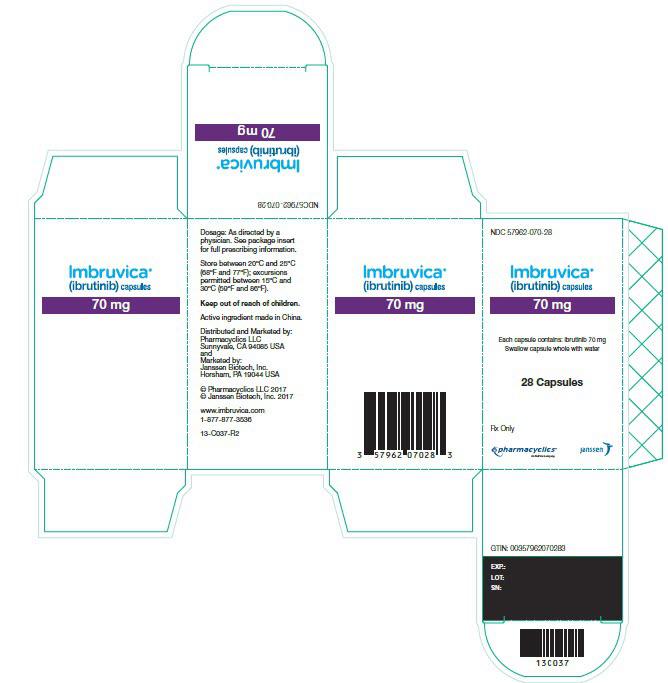 70 mg
(ibrutinib) capsules
Imbruvica®
NDC57962-070-28
Imbruvica®
(ibrutinib) capsules
70 mg
Dosage: As directed by a
physician. See package insert
for full prescribing information.
Store between 20°C and 25°C
(68°F and 77°F); excursions
permitted between 15°C and
30°C (59°F and 86°F).
Keep out of reach of children.
Active ingredient made in China.
Distributed and Marketed by:
Pharmacyclics LLC
Sunnyvale, CA 94085 USA
and
Marketed by:
Janssen Biotech, Inc.
Horsham, PA 19044 USA
© Pharmacyclics LLC 2017
© Janssen Biotech, Inc. 2017
www.imbruvica.com
1-877-877-3536
13-C037-R2
Imbruvica®
(ibrutinib) capsules
70 mg
3 57962 07028 3
NDC 57962-070-28
Imbruvica®
(ibrutinib) capsules
70 mg
Each capsule contains: ibrutinib 70 mg
Swallow capsule whole with water
28 Capsules
Rx Only
pharmacyclics®
janssen
GTIN: 00357962070283
EXP.:
LOT:
SN:
13C037